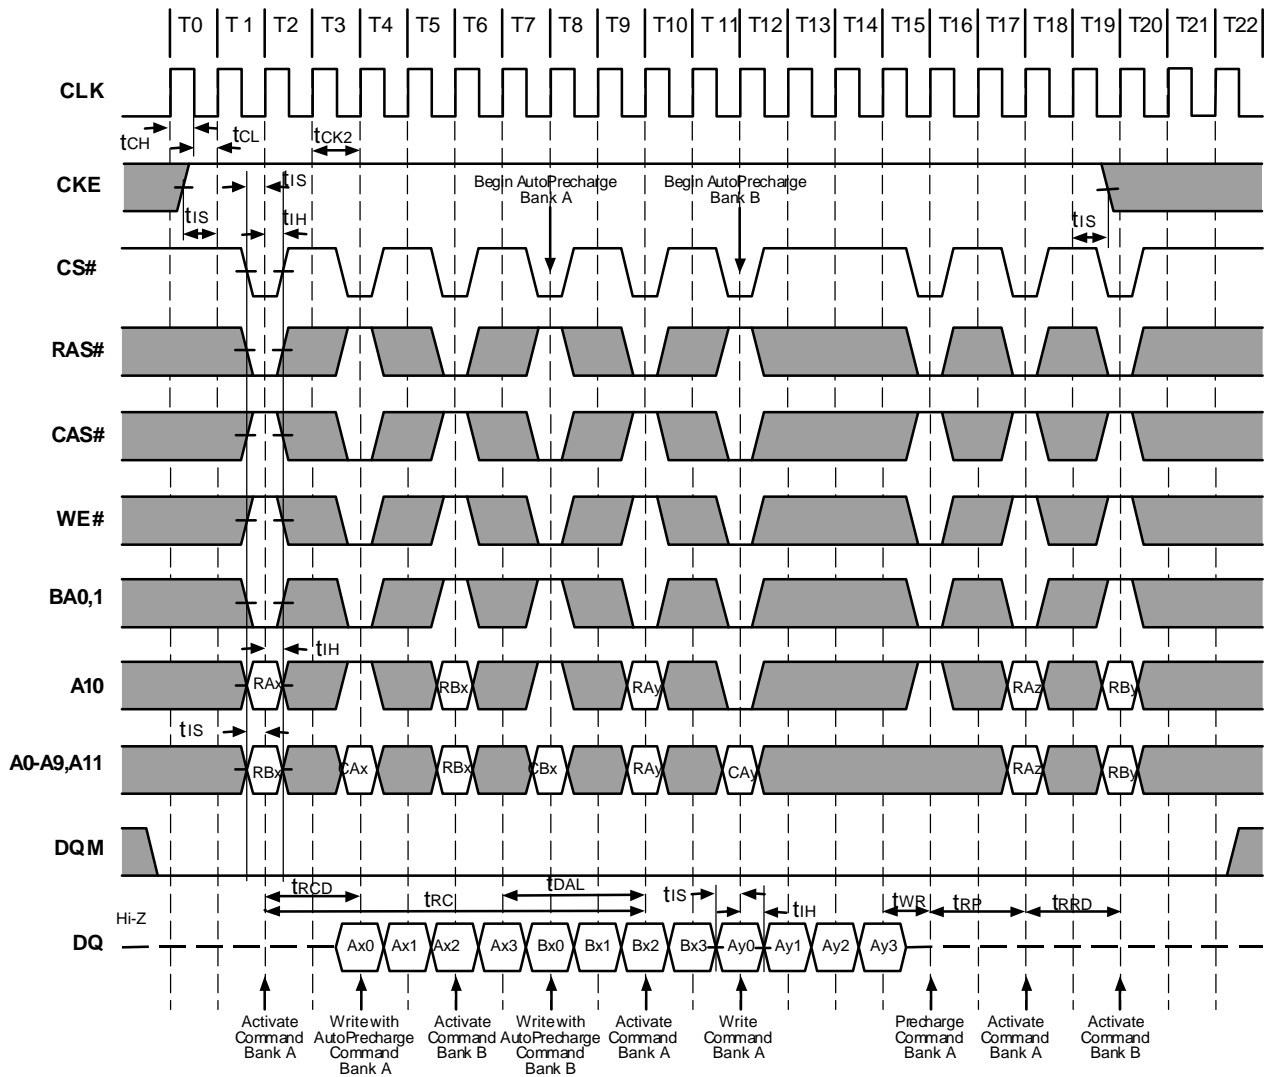 T0 T 1 T2 T3 T4 T5 T6 T7 T8 T9 T10 T 11 T12 T13 T14 T15 T16 T17 T18 T19 T20 T21 T22
CLK
tCH tCL tCK2
CKE
tIS
Begin AutoPrecharge
Bank A
Begin AutoPrecharge
Bank B
tIS tIH tIS
CS#
RAS#
CAS#
WE#
BA0,1
tIH
A10 RAx RBx RAy RAz RBy
tIS
A0-A9,A11 RBx CAx RBx CBx RAy CAy RAz RBy
DQM
tRCD tRC tDAL tIS tIH tWR tRP tRRD
Hi-Z
DQ Ax0 Ax1 Ax2 Ax3 Bx0 Bx1 Bx2 Bx3 Ay0 Ay1 Ay2 Ay3
Activate
Command
Bank A
Write with
AutoPrecharge
Command
Bank A
Activate
Command
Bank B
Write with
AutoPrecharge
Command
Bank B
Activate
Command
Bank A
Write
Command
Bank A
Precharge
Command
Bank A
Activate
Command
Bank A
Activate
Command
Bank B